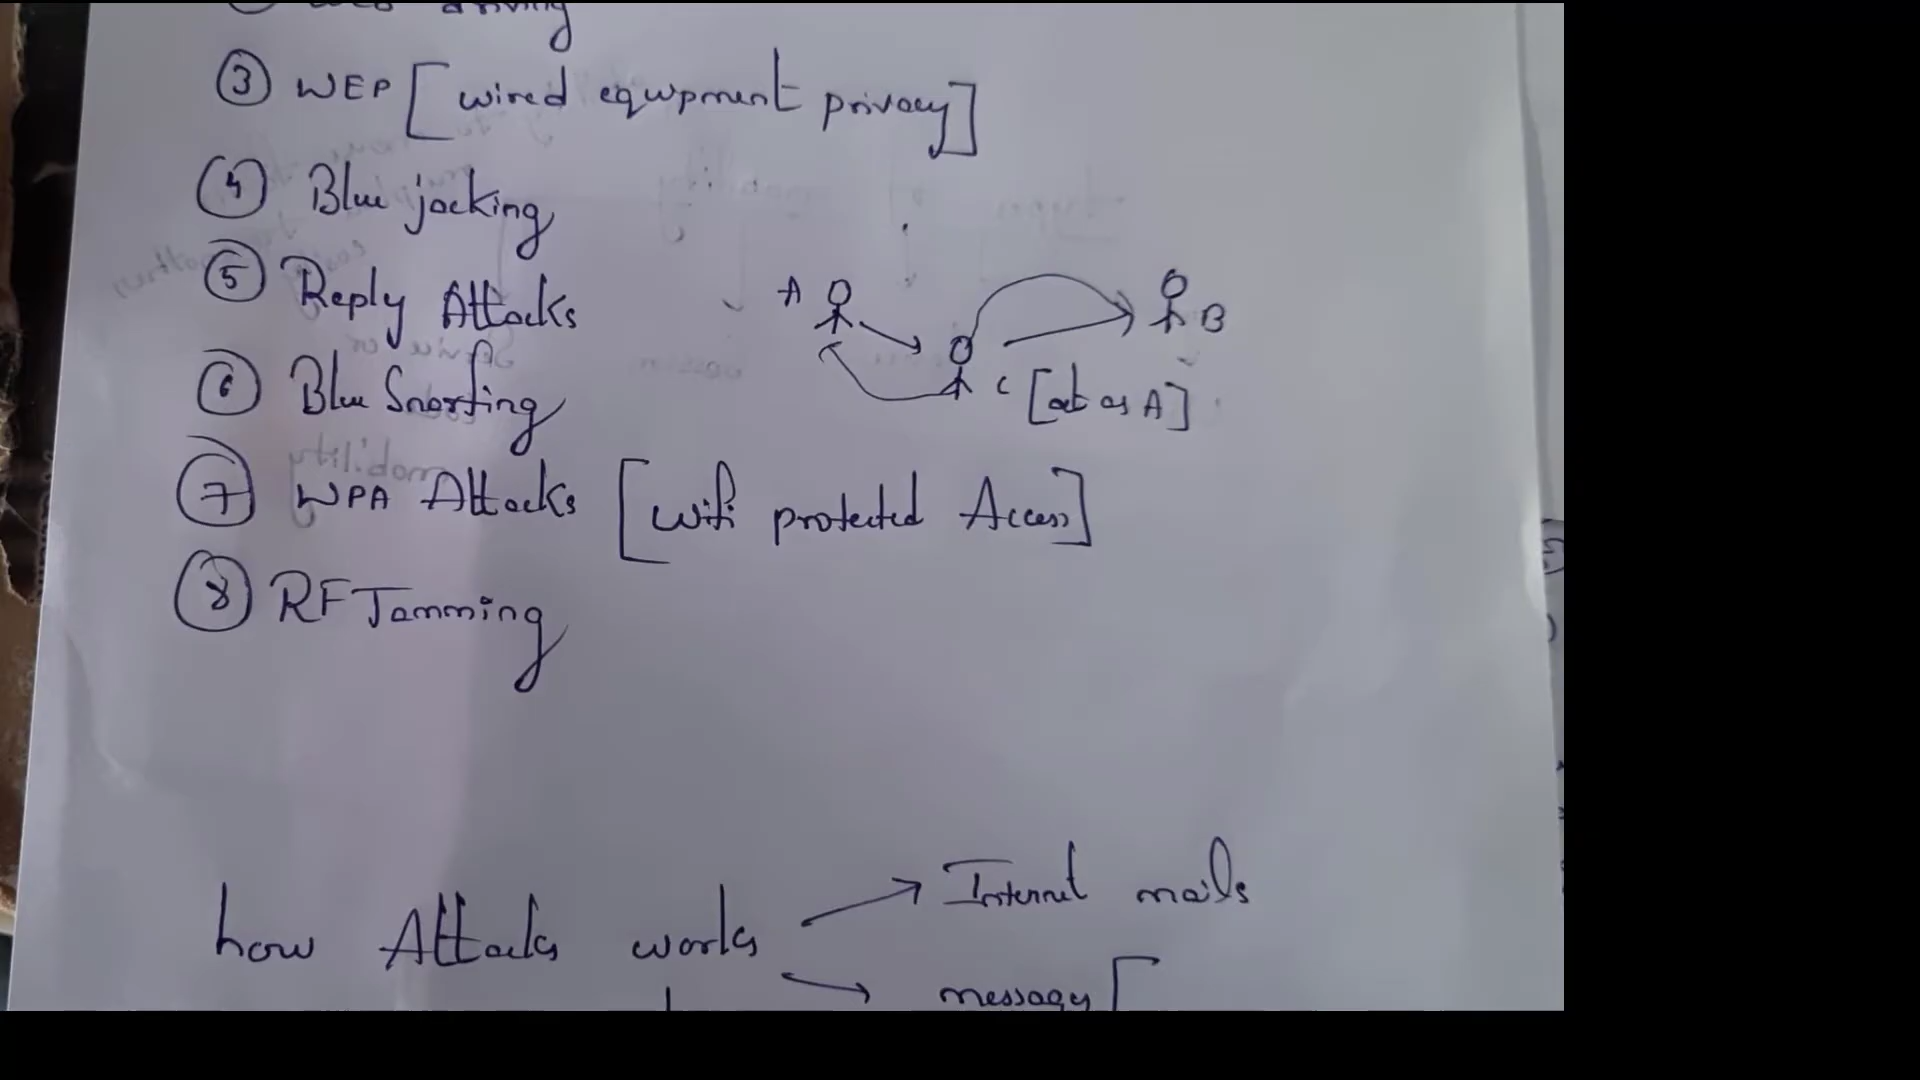 driving
③ WEP [wired equpment privacy]
④ Blue jacking
⑤ Reply Attacks
A
B
C [act as A]
⑥ Blue Snarfing
⑦ WPA Attacks [wifi protected Access]
⑧ RF Jamming
how Attacks works → Internet mails
→ message [